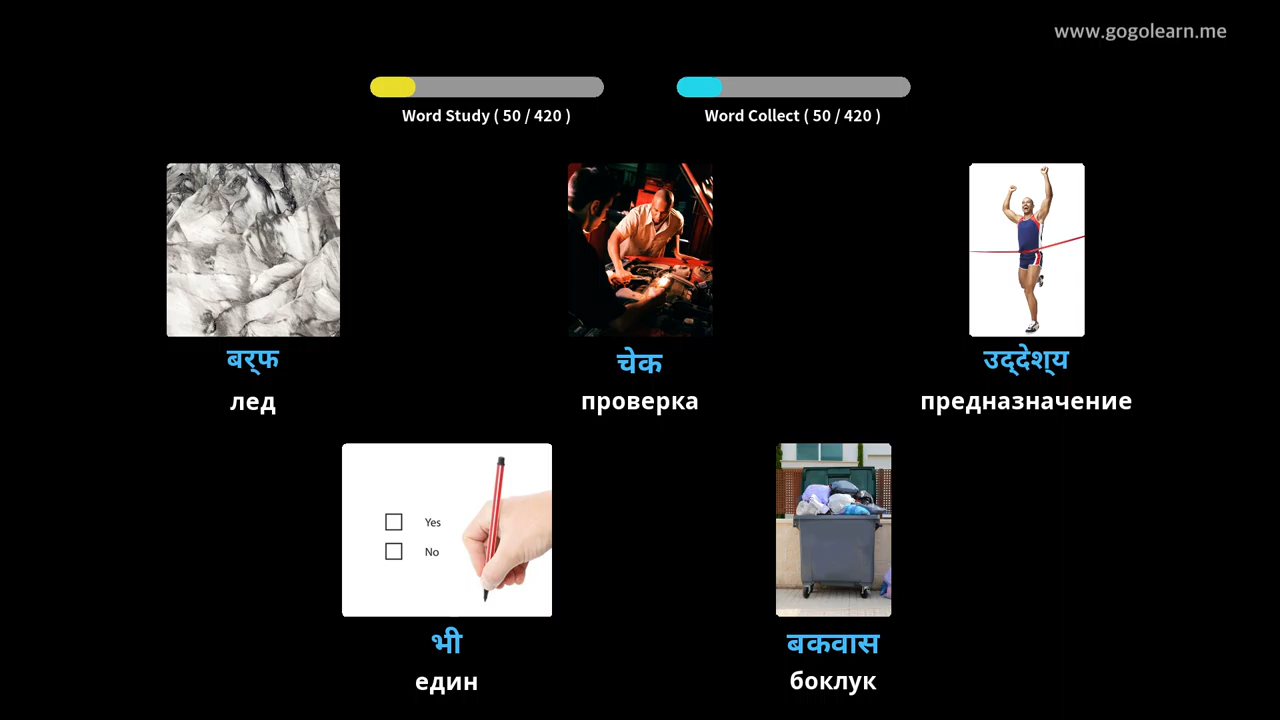 www.gogolearn.me
Word Study ( 50 / 420 )
Word Collect ( 50 / 420 )
बर्फ
лед
चेक
проверка
उद्देश्य
предназначение
Yes
No
भी
един
बकवास
боклук